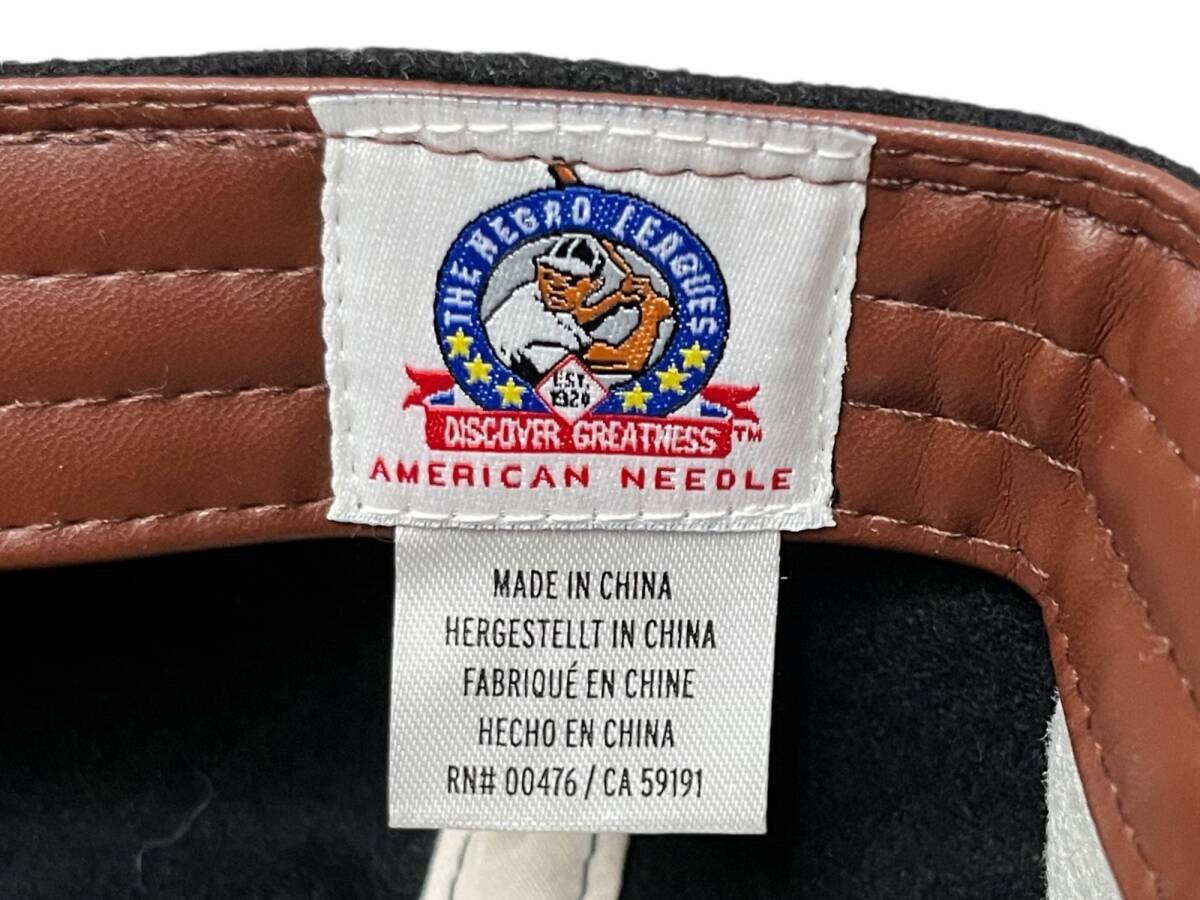 THE NEGRO LEAGUES
EST.
1920
DISCOVER GREATNESS™
AMERICAN NEEDLE
MADE IN CHINA
HERGESTELLT IN CHINA
FABRIQUÉ EN CHINE
HECHO EN CHINA
RN# 00476 / CA 59191